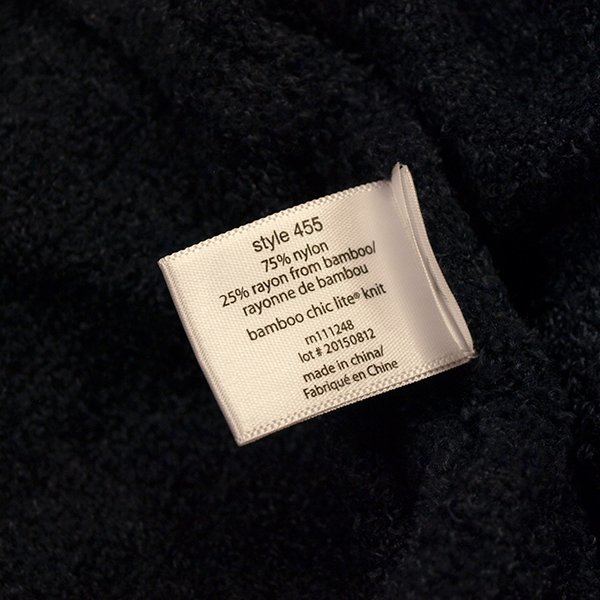 style 455
75% nylon
25% rayon from bamboo/
rayonne de bambou
bamboo chic lite® knit
rn111248
lot # 20150812
made in china/
Fabriqué en Chine